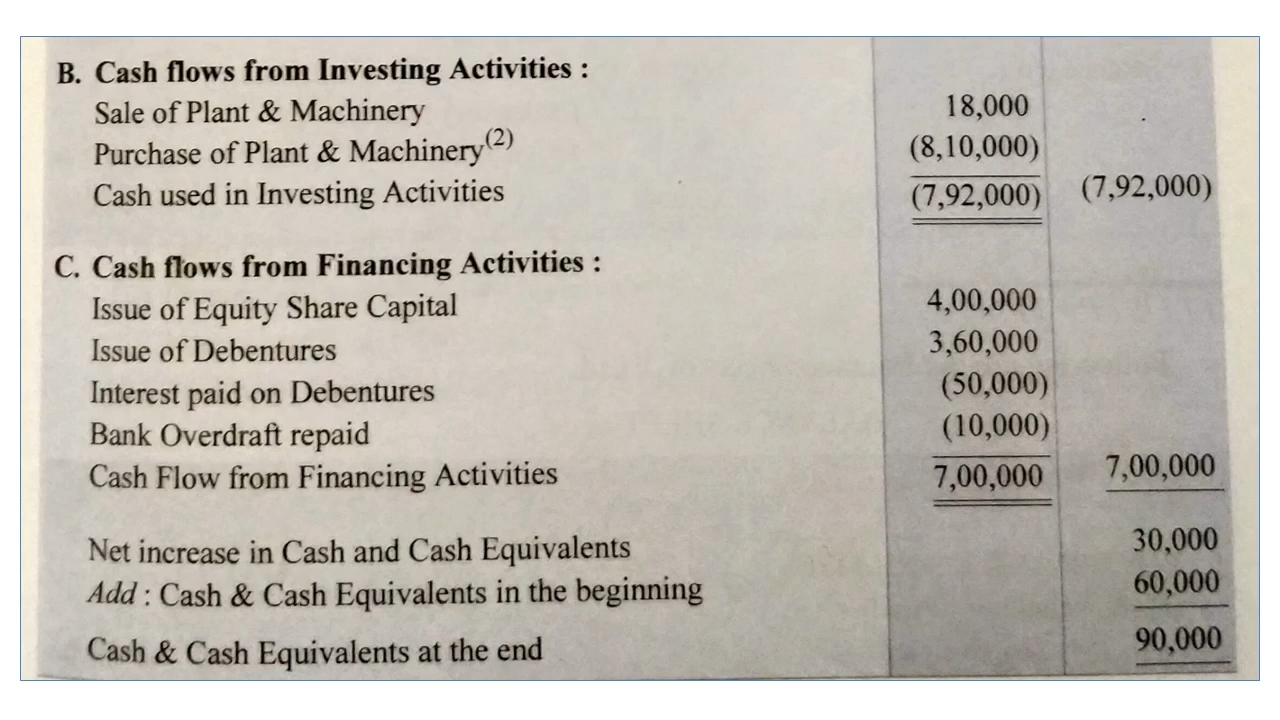 B. Cash flows from Investing Activities :
Sale of Plant & Machinery 18,000
Purchase of Plant & Machinery(2) (8,10,000)
Cash used in Investing Activities (7,92,000) (7,92,000)
C. Cash flows from Financing Activities :
Issue of Equity Share Capital 4,00,000
Issue of Debentures 3,60,000
Interest paid on Debentures (50,000)
Bank Overdraft repaid (10,000)
Cash Flow from Financing Activities 7,00,000 7,00,000
Net increase in Cash and Cash Equivalents 30,000
Add : Cash & Cash Equivalents in the beginning 60,000
Cash & Cash Equivalents at the end 90,000